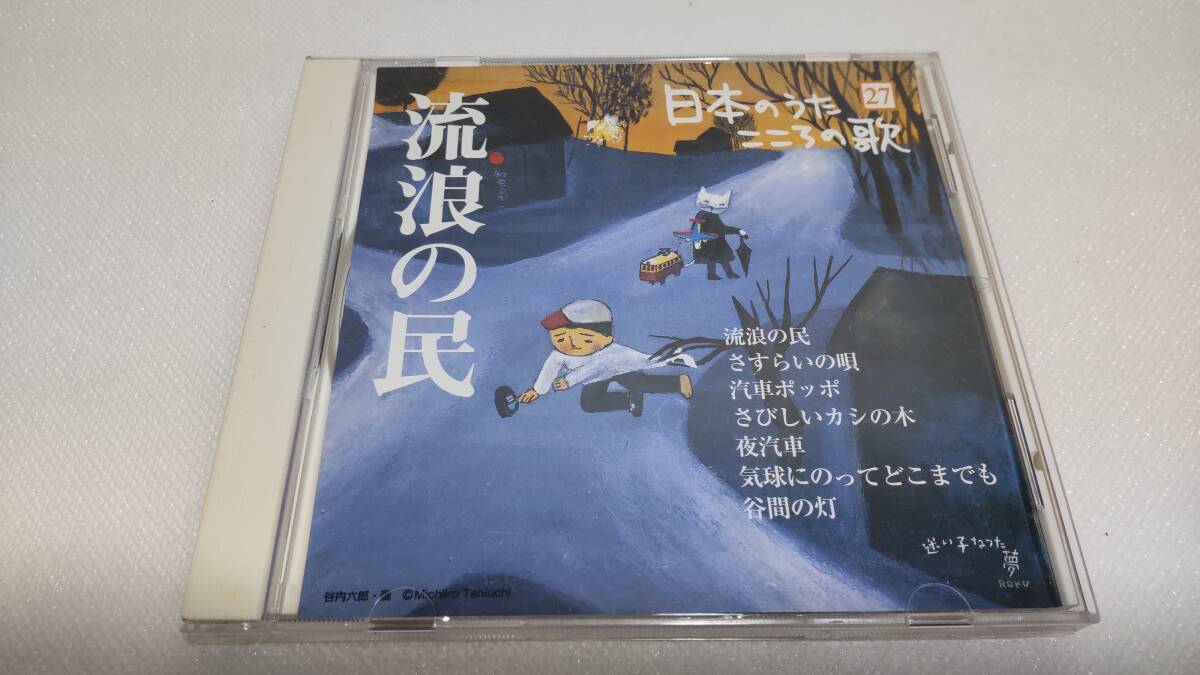 流浪の民
日本のうた 27
こころの歌
流浪の民
さすらいの唄
汽車ポッポ
さびしいカシの木
夜汽車
気球にのってどこまでも
谷間の灯
迷い子なつた
夢
ROKU
谷内六郎・画 ©Michiko Taniuchi